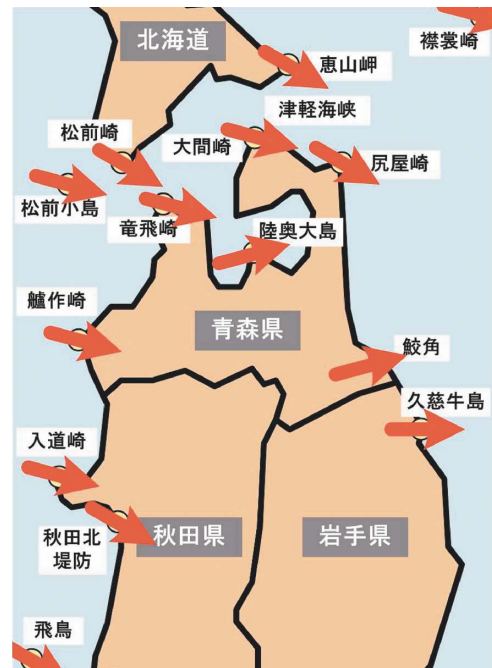 北海道
襟裳崎
恵山岬
津軽海峡
松前崎
大間崎
尻屋崎
松前小島
竜飛崎
陸奥大島
艫作崎
青森県
鮫角
久慈牛島
入道崎
秋田北
堤防
秋田県
岩手県
飛鳥